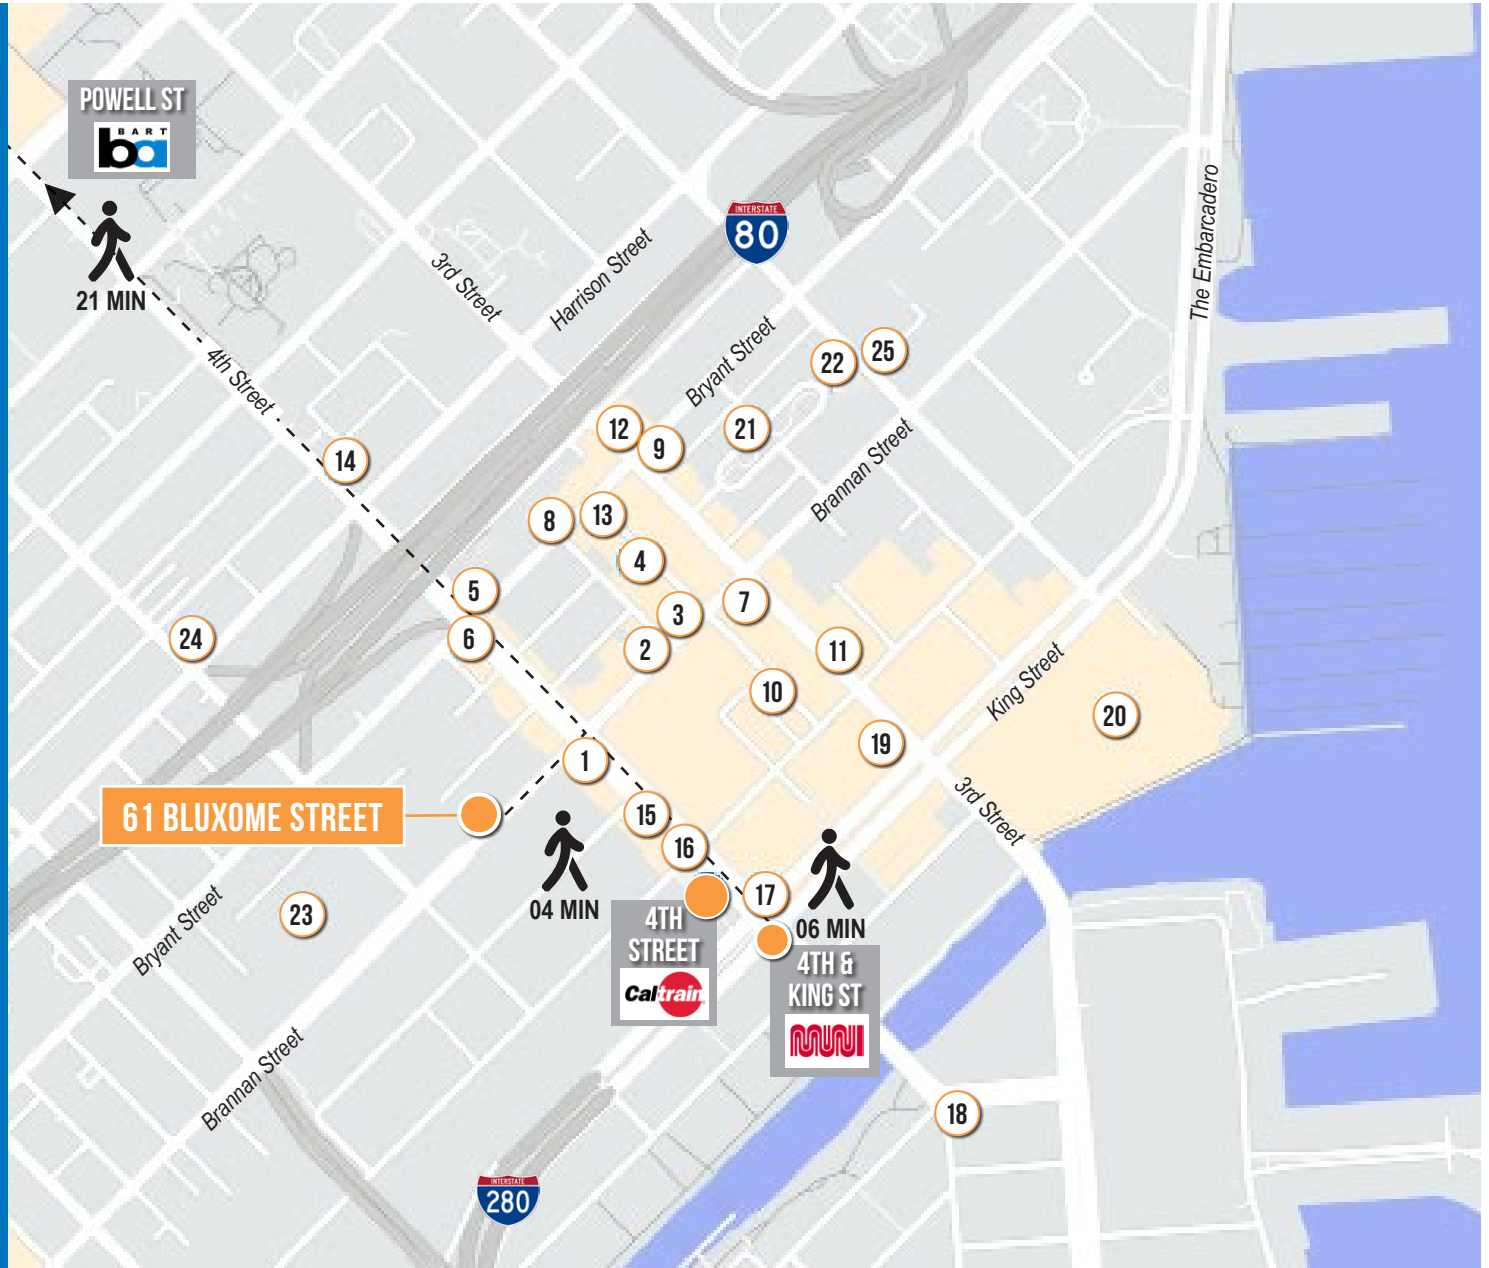 POWELL ST
BART
ba
21 MIN
INTERSTATE
80
3rd Street
Harrison Street
The Embarcadero
Bryant Street
4th Street
22
25
12
9
21
Brannan Street
14
8
13
4
5
3
7
24
6
2
11
10
King Street
20
19
1
3rd Street
61 BLUXOME STREET
15
16
04 MIN
17
06 MIN
23
Bryant Street
4TH
STREET
Caltrain
4TH &
KING ST
MUNI
Brannan Street
18
INTERSTATE
280